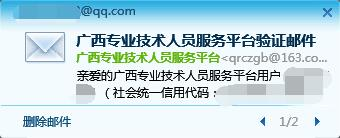 @qq.com
广西专业技术人员服务平台验证邮件
广西专业技术人员服务平台<qrczgb@163.co...
亲爱的广西专业技术人员服务平台用户
（社会统一信用代码：
删除邮件 1/2